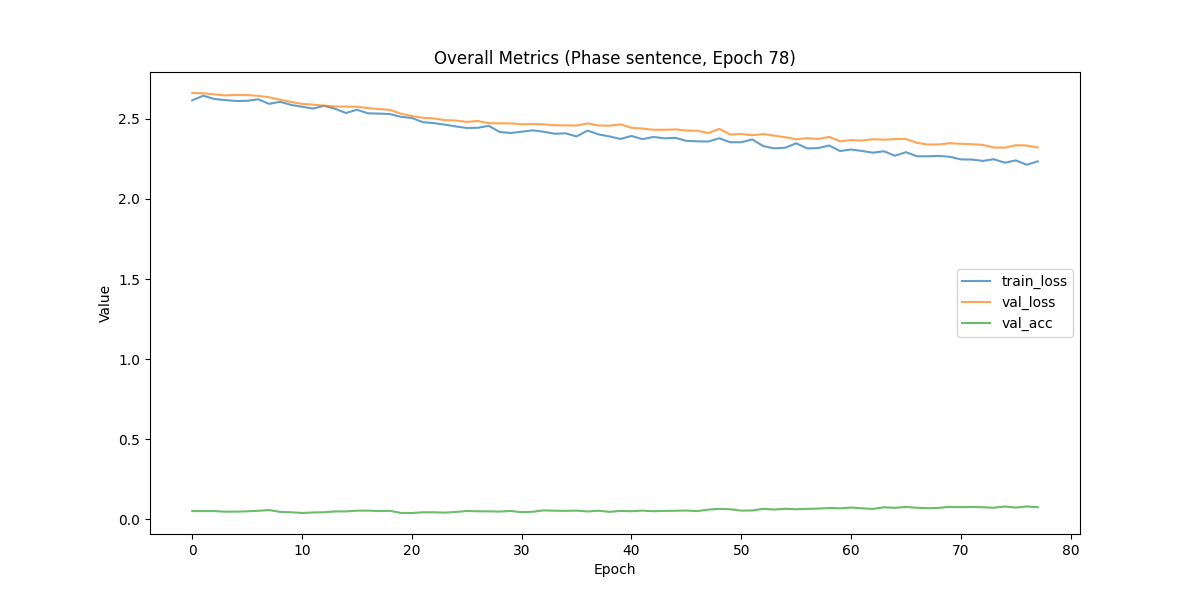 Overall Metrics (Phase sentence, Epoch 78)
2.5
2.0
1.5
1.0
0.5
0.0
Value
train_loss
val_loss
val_acc
0 10 20 30 40 50 60 70 80
Epoch